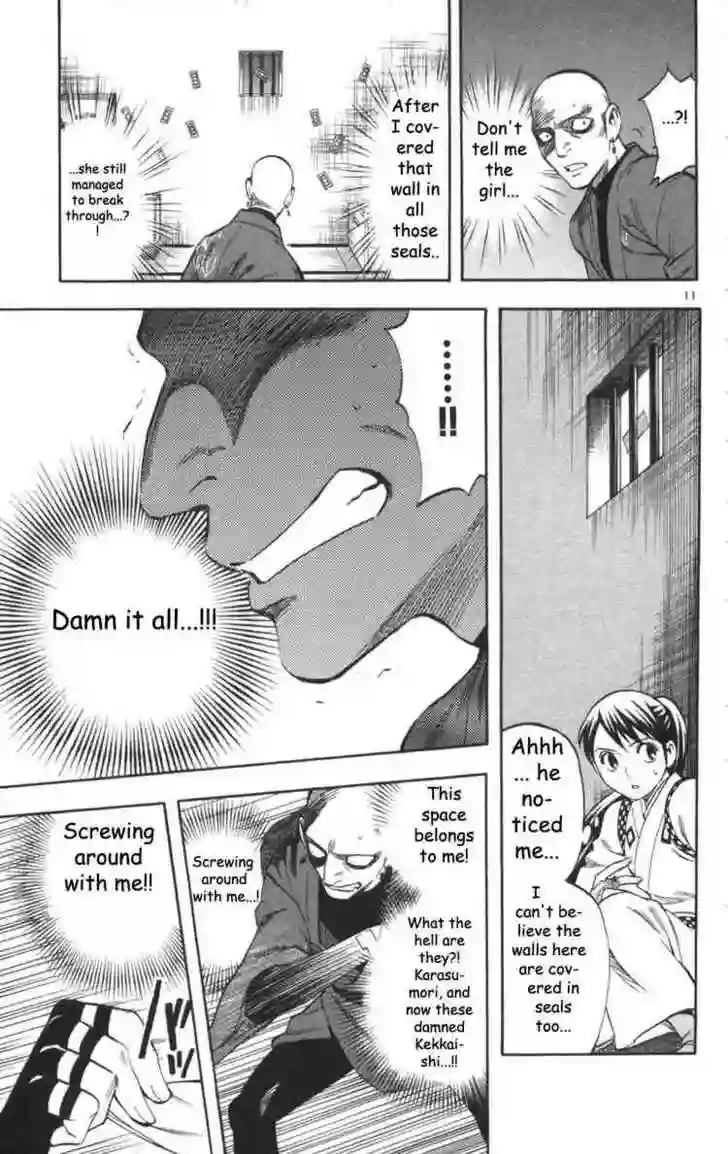 ...?!
Don't
tell me
the
girl...
After
I cov-
ered
that
wall in
all
those
seals..
...she still
managed
to break
through...?
!
11
Ahhh
... he
no-
ticed
me...
I
can't be-
lieve the
walls here
are cov-
ered in
seals
too...
......!!
Damn it all...!!!
This
space
belongs
to me!
What the
hell are
they?!
Karasu-
mori, and
now these
damned
Kekkai-
shi...!!
Screwing
around
with me...!
Screwing
around
with me!!